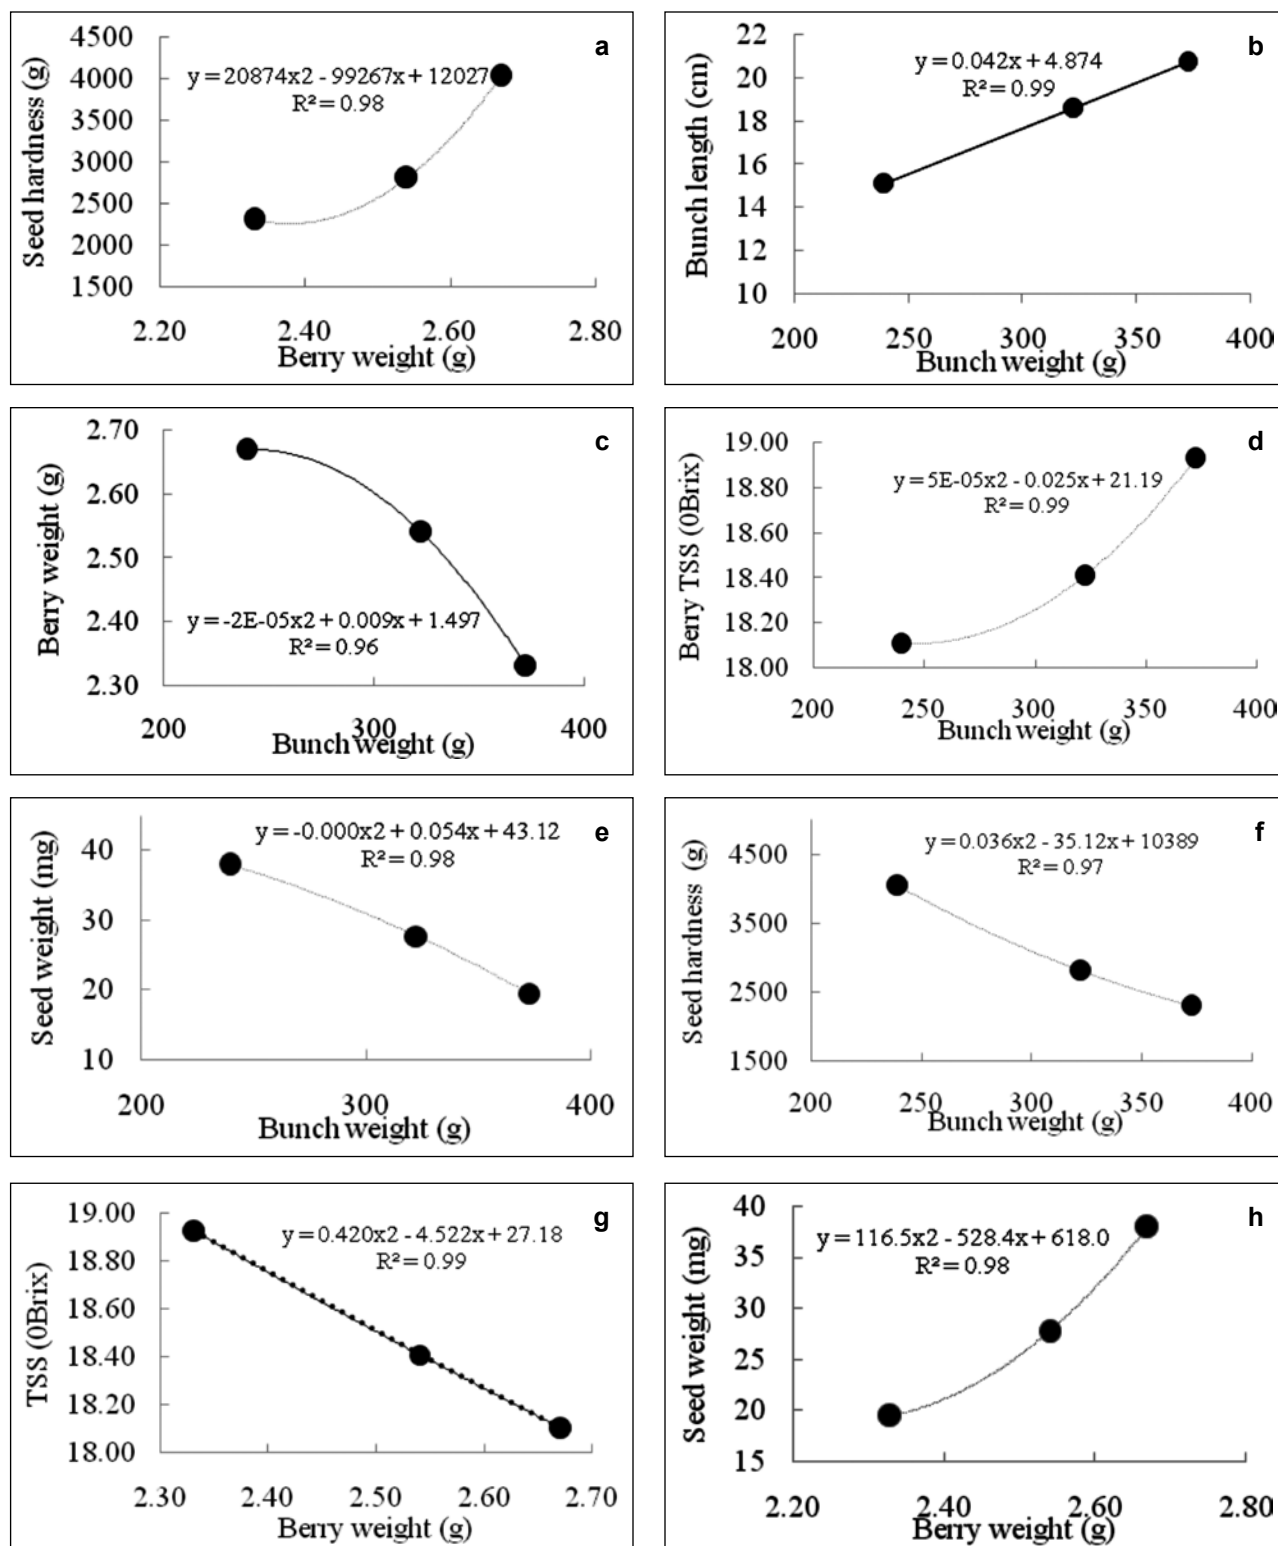 a
4500
4000
3500
3000
2500
2000
1500
Seed hardness (g)
y = 20874x2 - 99267x + 12027
R² = 0.98
2.20 2.40 2.60 2.80
Berry weight (g)
b
22
20
18
16
14
12
10
Bunch length (cm)
y = 0.042x + 4.874
R² = 0.99
200 250 300 350 400
Bunch weight (g)
c
2.70
2.60
2.50
2.40
2.30
Berry weight (g)
y = -2E-05x2 + 0.009x + 1.497
R² = 0.96
200 300 400
Bunch weight (g)
d
19.00
18.80
18.60
18.40
18.20
18.00
Berry TSS (0Brix)
y = 5E-05x2 - 0.025x + 21.19
R² = 0.99
200 250 300 350 400
Bunch weight (g)
e
40
30
20
10
Seed weight (mg)
y = -0.000x2 + 0.054x + 43.12
R² = 0.98
200 300 400
Bunch weight (g)
f
4500
3500
2500
1500
Seed hardness (g)
y = 0.036x2 - 35.12x + 10389
R² = 0.97
200 250 300 350 400
Bunch weight (g)
g
19.00
18.80
18.60
18.40
18.20
18.00
TSS (0Brix)
y = 0.420x2 - 4.522x + 27.18
R² = 0.99
2.30 2.40 2.50 2.60 2.70
Berry weight (g)
h
40
35
30
25
20
15
Seed weight (mg)
y = 116.5x2 - 528.4x + 618.0
R² = 0.98
2.20 2.40 2.60 2.80
Berry weight (g)